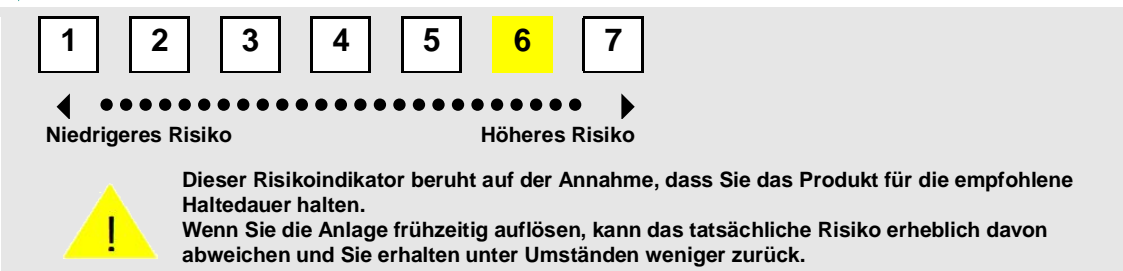 1 2 3 4 5 6 7
Niedrigeres Risiko Höheres Risiko
Dieser Risikoindikator beruht auf der Annahme, dass Sie das Produkt für die empfohlene
Haltedauer halten.
Wenn Sie die Anlage frühzeitig auflösen, kann das tatsächliche Risiko erheblich davon
abweichen und Sie erhalten unter Umständen weniger zurück.
!